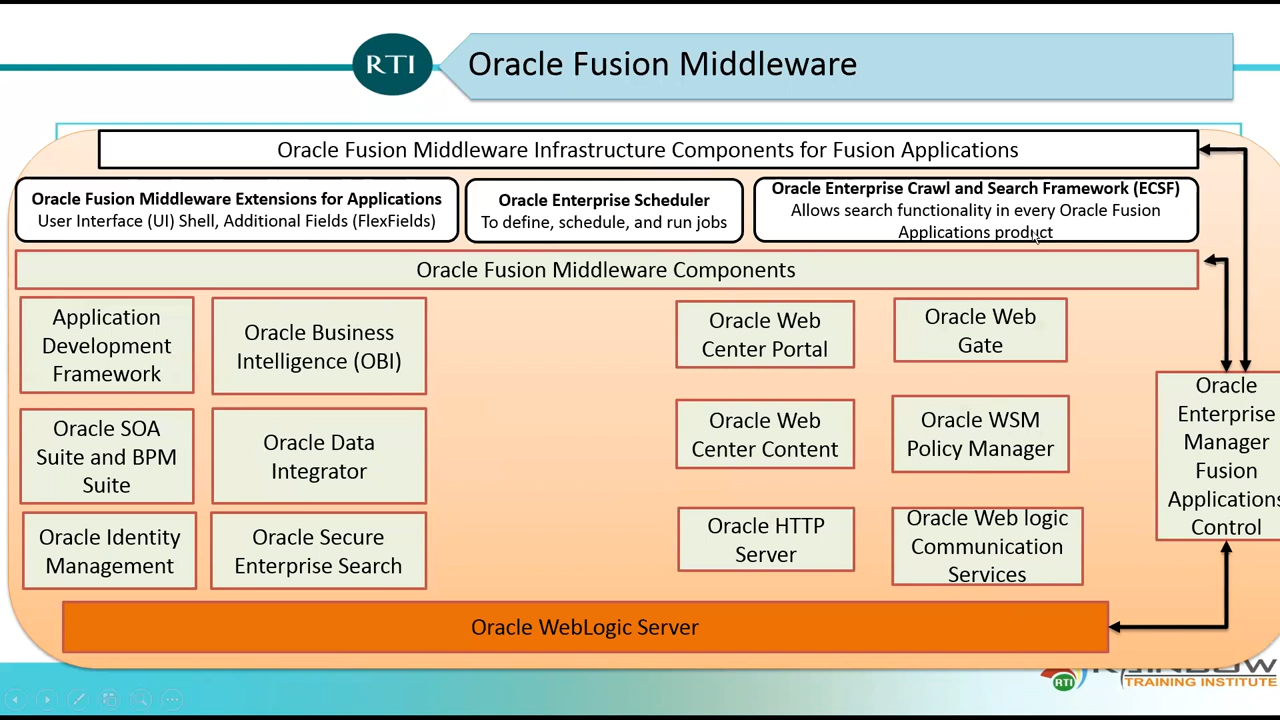 RTI
Oracle Fusion Middleware
Oracle Fusion Middleware Infrastructure Components for Fusion Applications
Oracle Fusion Middleware Extensions for Applications
User Interface (UI) Shell, Additional Fields (FlexFields)
Oracle Enterprise Scheduler
To define, schedule, and run jobs
Oracle Enterprise Crawl and Search Framework (ECSF)
Allows search functionality in every Oracle Fusion
Applications product
Oracle Fusion Middleware Components
Application
Development
Framework
Oracle Business
Intelligence (OBI)
Oracle Web
Center Portal
Oracle Web
Gate
Oracle SOA
Suite and BPM
Suite
Oracle Data
Integrator
Oracle Web
Center Content
Oracle WSM
Policy Manager
Oracle Identity
Management
Oracle Secure
Enterprise Search
Oracle HTTP
Server
Oracle Web logic
Communication
Services
Oracle
Enterprise
Manager
Fusion
Applications
Control
Oracle WebLogic Server
RTI
RAINBOW
TRAINING INSTITUTE